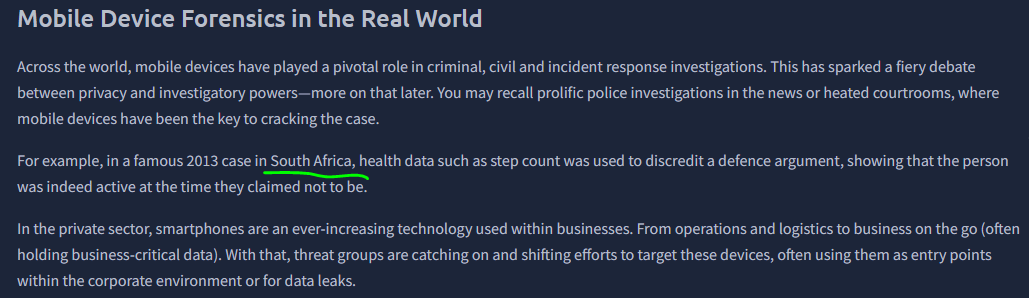 Mobile Device Forensics in the Real World
Across the world, mobile devices have played a pivotal role in criminal, civil and incident response investigations. This has sparked a fiery debate
between privacy and investigatory powers—more on that later. You may recall prolific police investigations in the news or heated courtrooms, where
mobile devices have been the key to cracking the case.
For example, in a famous 2013 case in South Africa, health data such as step count was used to discredit a defence argument, showing that the person
was indeed active at the time they claimed not to be.
In the private sector, smartphones are an ever-increasing technology used within businesses. From operations and logistics to business on the go (often
holding business-critical data). With that, threat groups are catching on and shifting efforts to target these devices, often using them as entry points
within the corporate environment or for data leaks.